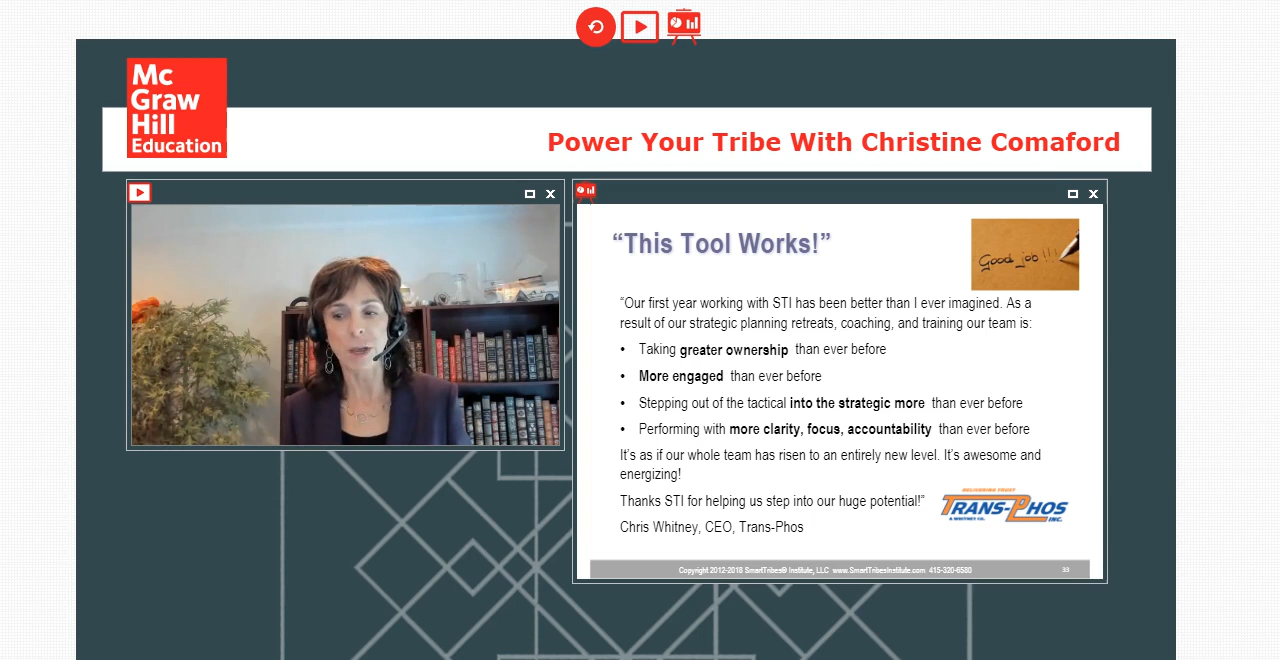 Mc
Graw
Hill
Education
Power Your Tribe With Christine Comaford
“This Tool Works!”
Good job!!!
“Our first year working with STI has been better than I ever imagined. As a
result of our strategic planning retreats, coaching, and training our team is:
• Taking greater ownership than ever before
• More engaged than ever before
• Stepping out of the tactical into the strategic more than ever before
• Performing with more clarity, focus, accountability than ever before
It’s as if our whole team has risen to an entirely new level. It’s awesome and
energizing!
Thanks STI for helping us step into our huge potential!”
DELIVERING TRUST
TRANS-PHOS
A WHITNEY CO. INC.
Chris Whitney, CEO, Trans-Phos
Copyright 2012-2018 SmartTribes® Institute, LLC www.SmartTribesInstitute.com 415-320-6580
33